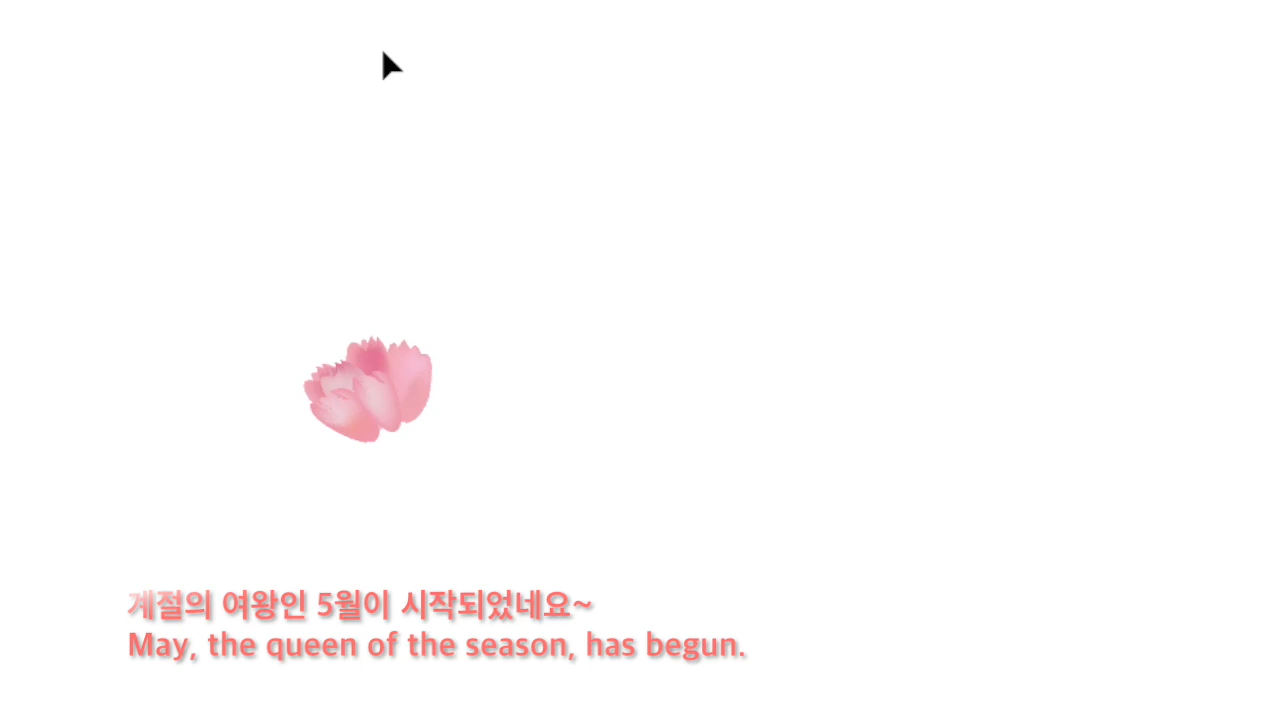 계절의 여왕인 5월이 시작되었네요~
May, the queen of the season, has begun.